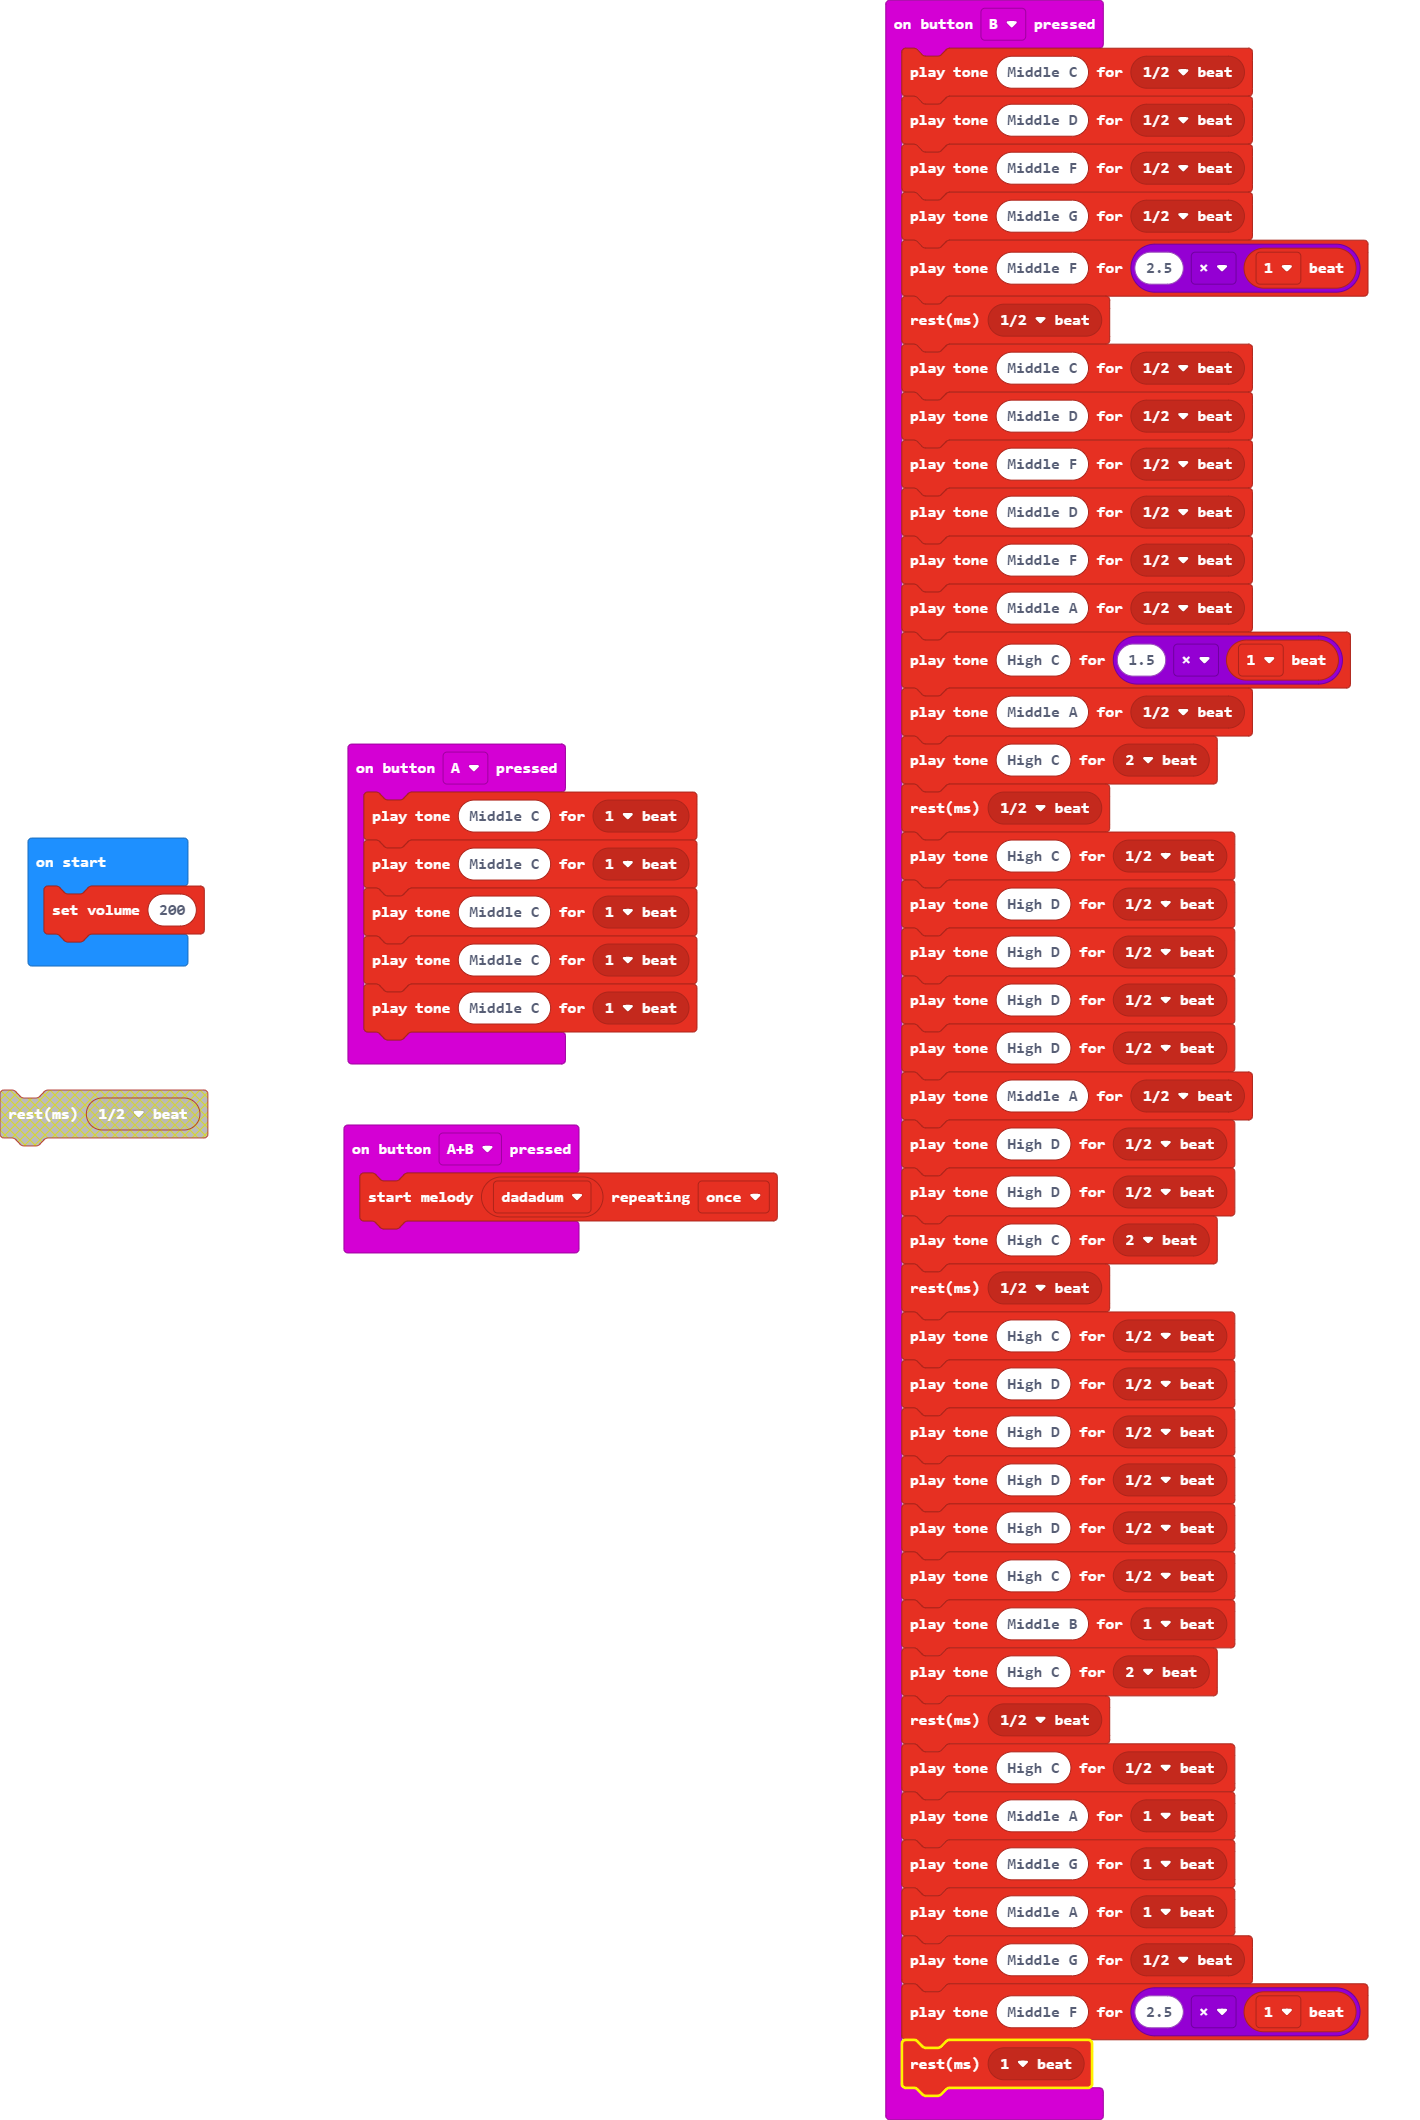 on start
set volume 200
rest(ms) 1/2 beat
on button A pressed
play tone Middle C for 1 beat
play tone Middle C for 1 beat
play tone Middle C for 1 beat
play tone Middle C for 1 beat
play tone Middle C for 1 beat
on button A+B pressed
start melody dadadum repeating once
on button B pressed
play tone Middle C for 1/2 beat
play tone Middle D for 1/2 beat
play tone Middle F for 1/2 beat
play tone Middle G for 1/2 beat
play tone Middle F for 2.5 × 1 beat
rest(ms) 1/2 beat
play tone Middle C for 1/2 beat
play tone Middle D for 1/2 beat
play tone Middle F for 1/2 beat
play tone Middle D for 1/2 beat
play tone Middle F for 1/2 beat
play tone Middle A for 1/2 beat
play tone High C for 1.5 × 1 beat
play tone Middle A for 1/2 beat
play tone High C for 2 beat
rest(ms) 1/2 beat
play tone High C for 1/2 beat
play tone High D for 1/2 beat
play tone High D for 1/2 beat
play tone High D for 1/2 beat
play tone High D for 1/2 beat
play tone Middle A for 1/2 beat
play tone High D for 1/2 beat
play tone High D for 1/2 beat
play tone High C for 2 beat
rest(ms) 1/2 beat
play tone High C for 1/2 beat
play tone High D for 1/2 beat
play tone High D for 1/2 beat
play tone High D for 1/2 beat
play tone High D for 1/2 beat
play tone High C for 1/2 beat
play tone Middle B for 1 beat
play tone High C for 2 beat
rest(ms) 1/2 beat
play tone High C for 1/2 beat
play tone Middle A for 1 beat
play tone Middle G for 1 beat
play tone Middle A for 1 beat
play tone Middle G for 1/2 beat
play tone Middle F for 2.5 × 1 beat
rest(ms) 1 beat